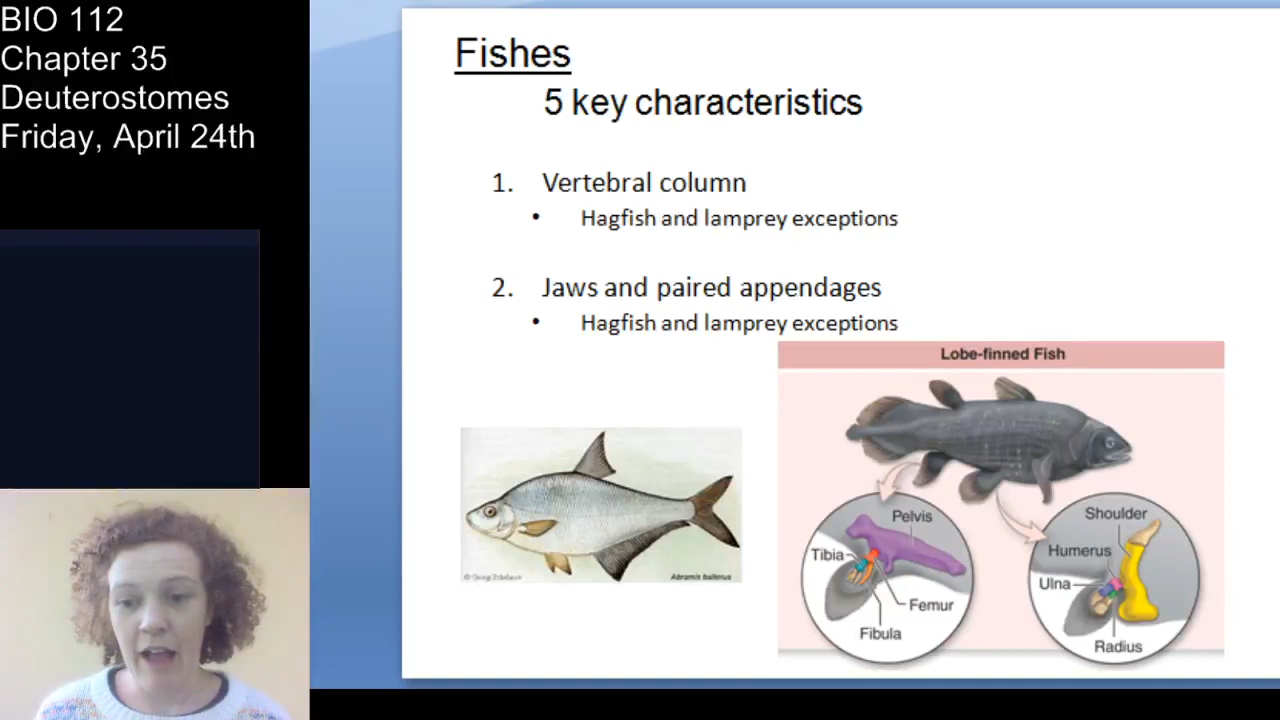 BIO 112
Chapter 35
Deuterostomes
Friday, April 24th
Fishes
5 key characteristics
1. Vertebral column
• Hagfish and lamprey exceptions
2. Jaws and paired appendages
• Hagfish and lamprey exceptions
Lobe-finned Fish
Pelvis
Tibia
Femur
Fibula
Shoulder
Humerus
Ulna
Radius
Abramis ballerus